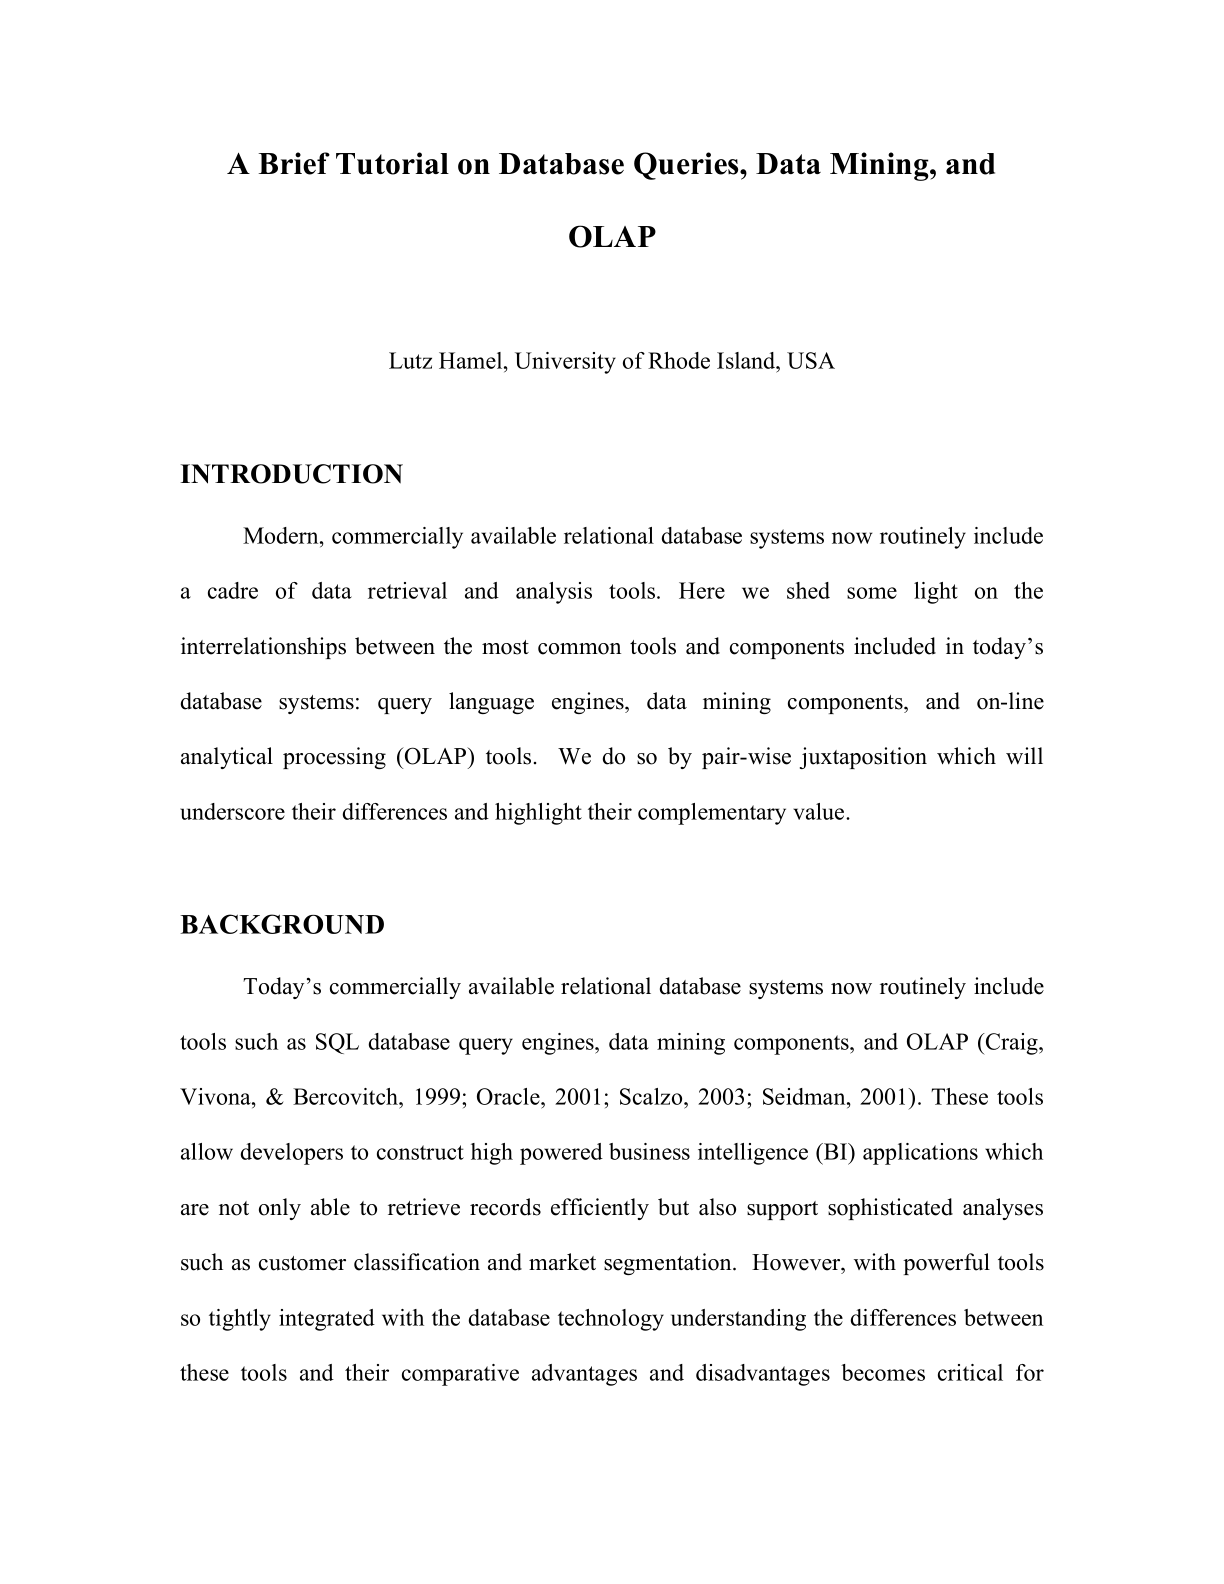 A Brief Tutorial on Database Queries, Data Mining, and
OLAP
Lutz Hamel, University of Rhode Island, USA
INTRODUCTION
Modern, commercially available relational database systems now routinely include
a cadre of data retrieval and analysis tools. Here we shed some light on the
interrelationships between the most common tools and components included in today’s
database systems: query language engines, data mining components, and on-line
analytical processing (OLAP) tools.  We do so by pair-wise juxtaposition which will
underscore their differences and highlight their complementary value.
BACKGROUND
Today’s commercially available relational database systems now routinely include
tools such as SQL database query engines, data mining components, and OLAP (Craig,
Vivona, & Bercovitch, 1999; Oracle, 2001; Scalzo, 2003; Seidman, 2001). These tools
allow developers to construct high powered business intelligence (BI) applications which
are not only able to retrieve records efficiently but also support sophisticated analyses
such as customer classification and market segmentation.  However, with powerful tools
so tightly integrated with the database technology understanding the differences between
these tools and their comparative advantages and disadvantages becomes critical for